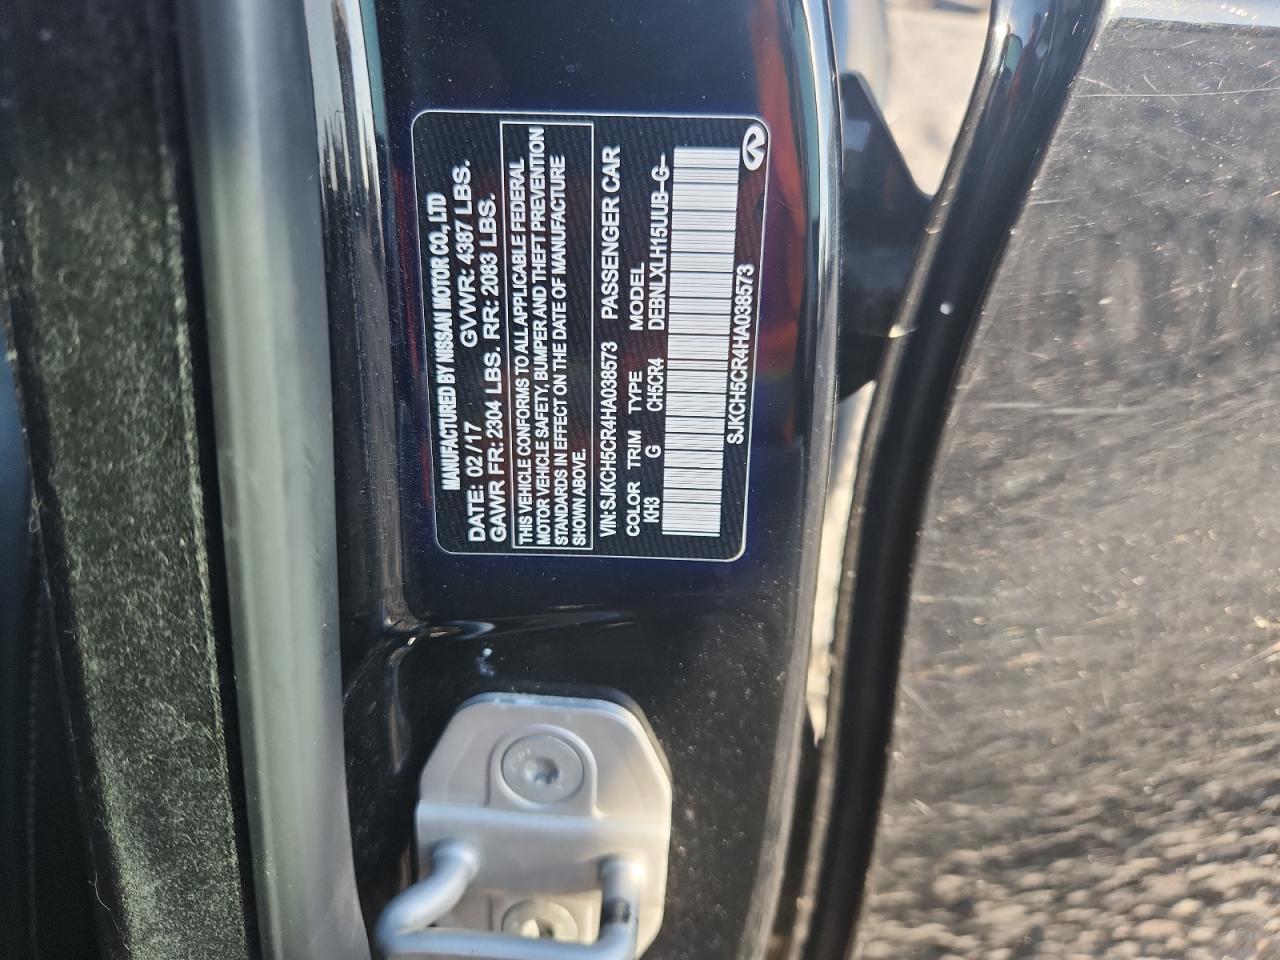 MANUFACTURED BY NISSAN MOTOR CO., LTD
DATE: 02/17 GVWR: 4387 LBS.
GAWR FR: 2304 LBS. RR: 2083 LBS.
THIS VEHICLE CONFORMS TO ALL APPLICABLE FEDERAL
MOTOR VEHICLE SAFETY, BUMPER AND THEFT PREVENTION
STANDARDS IN EFFECT ON THE DATE OF MANUFACTURE
SHOWN ABOVE.
VIN: SJKCH5CR4HA038573 PASSENGER CAR
COLOR TRIM TYPE MODEL
KH3 G CH5CR4 DEBNLXLH15UUB-G-
SJKCH5CR4HA038573